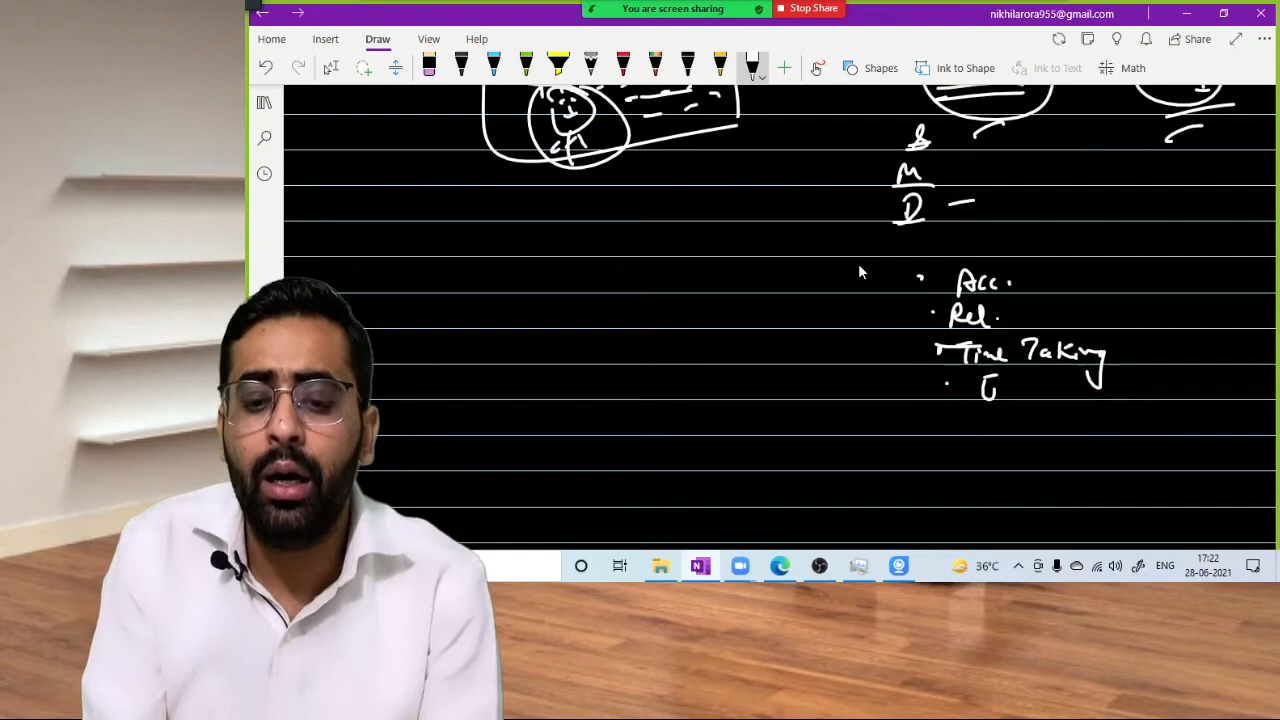 You are screen sharing
Stop Share
nikhilarora955@gmail.com
Home Insert Draw View Help
Share
Shapes Ink to Shape Ink to Text Math
S
M
D —
• Acc.
• Rel.
• Time Taking
•
17:22
36°C ENG
28-06-2021